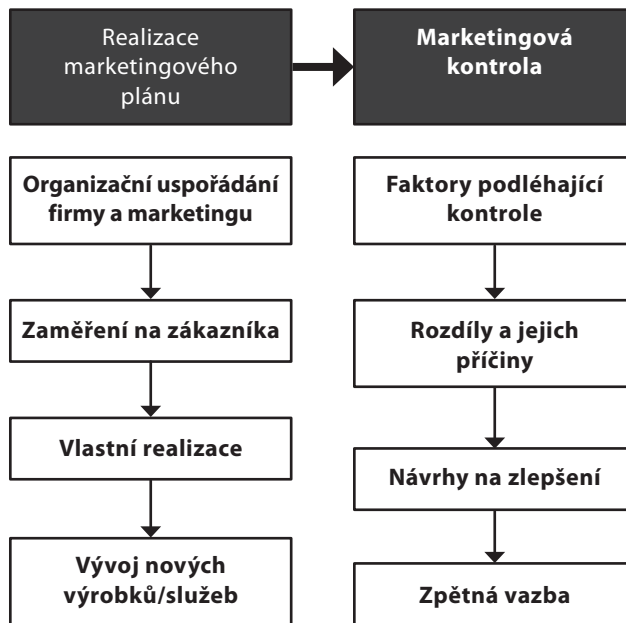 Realizace
marketingového
plánu
Marketingová
kontrola
Organizační uspořádání
firmy a marketingu
Zaměření na zákazníka
Vlastní realizace
Vývoj nových
výrobků/služeb
Faktory podléhající
kontrole
Rozdíly a jejich
příčiny
Návrhy na zlepšení
Zpětná vazba